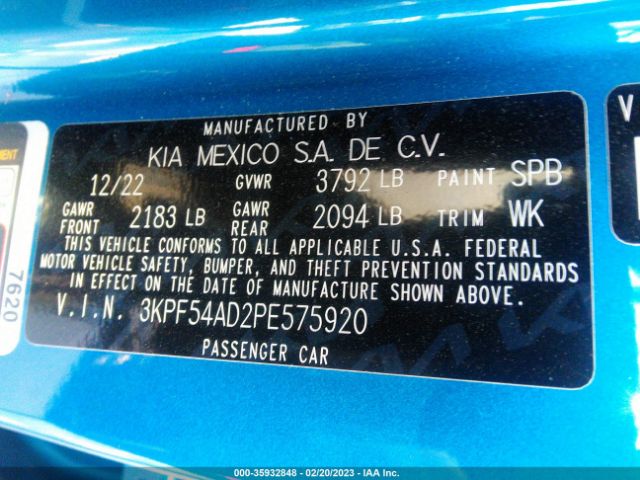 MANUFACTURED BY
KIA MEXICO S.A. DE C.V.
12/22 GVWR 3792 LB PAINT SPB
GAWR FRONT 2183 LB GAWR REAR 2094 LB TRIM WK
THIS VEHICLE CONFORMS TO ALL APPLICABLE U.S.A. FEDERAL
MOTOR VEHICLE SAFETY, BUMPER, AND THEFT PREVENTION STANDARDS
IN EFFECT ON THE DATE OF MANUFACTURE SHOWN ABOVE.
V.I.N. 3KPF54AD2PE575920
PASSENGER CAR
7620
V
000-35932848 - 02/20/2023 - IAA Inc.